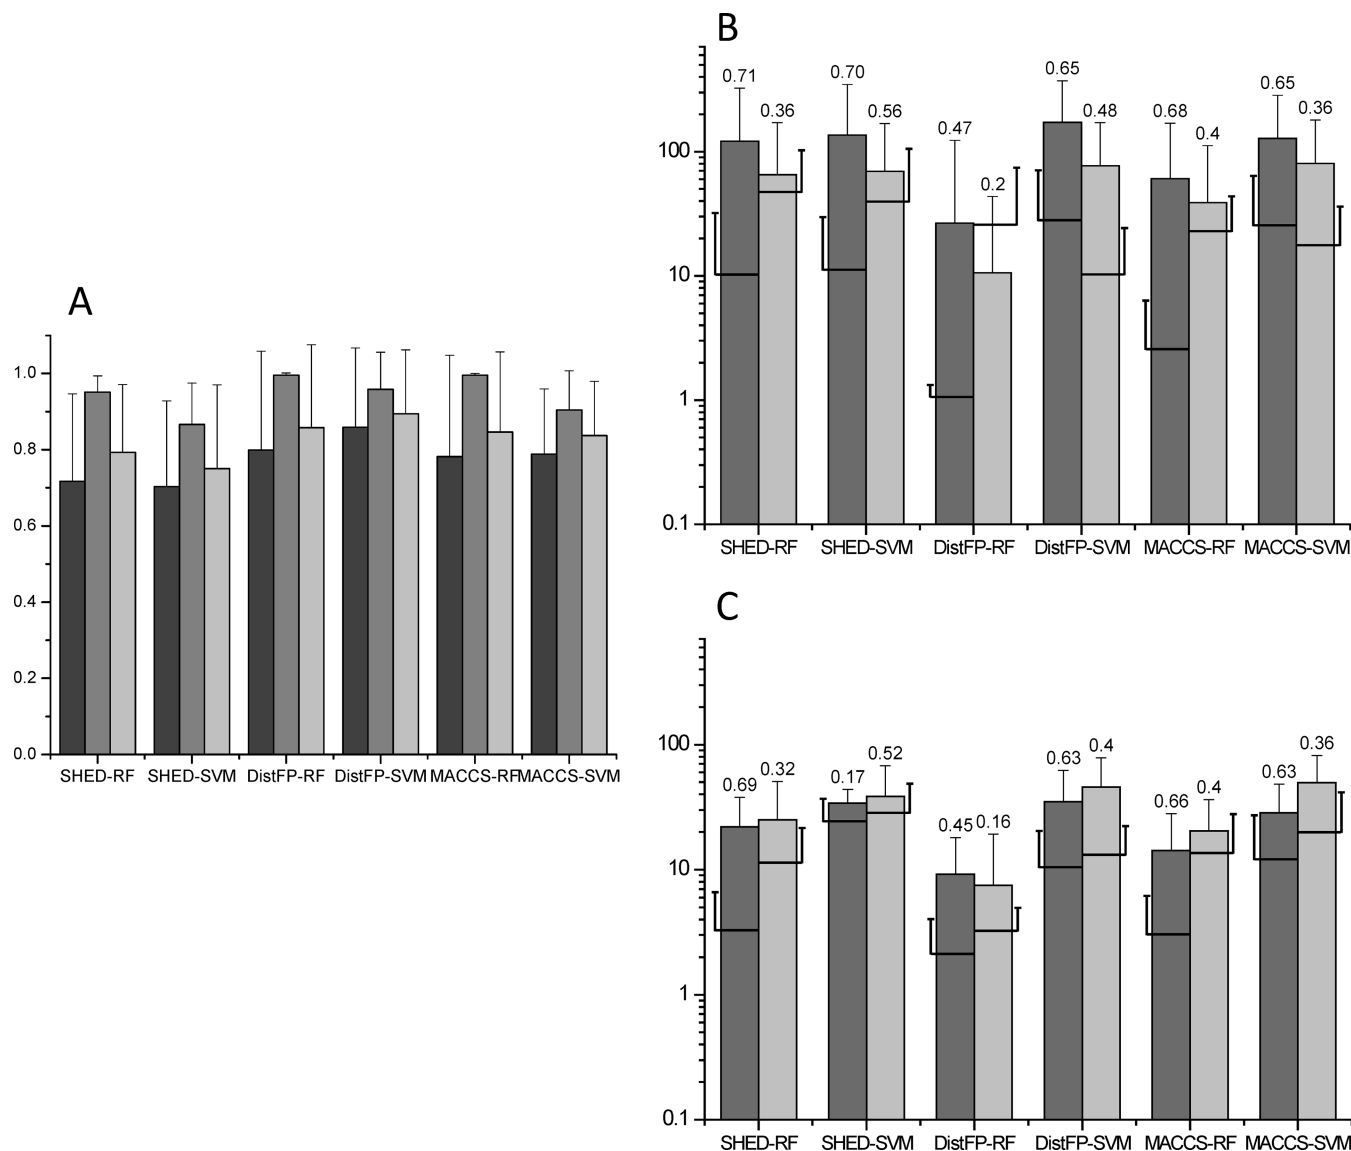 A
1.0
0.8
0.6
0.4
0.2
0.0
SHED-RF SHED-SVM DistFP-RF DistFP-SVM MACCS-RF MACCS-SVM
B
0.71 0.36 0.70 0.56 0.47 0.2 0.65 0.48 0.68 0.4 0.65 0.36
100
10
1
0.1
SHED-RF SHED-SVM DistFP-RF DistFP-SVM MACCS-RF MACCS-SVM
C
0.69 0.32 0.17 0.52 0.45 0.16 0.63 0.4 0.66 0.4 0.63 0.36
100
10
1
0.1
SHED-RF SHED-SVM DistFP-RF DistFP-SVM MACCS-RF MACCS-SVM